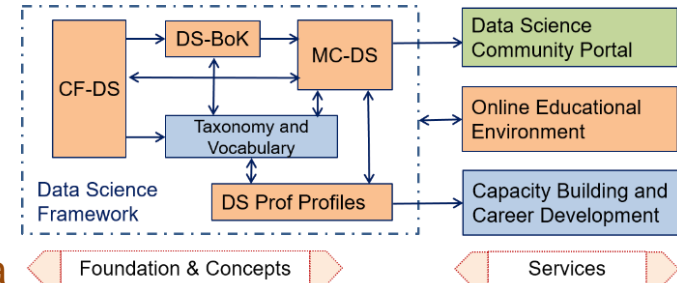 CF-DS
DS-BoK
MC-DS
Taxonomy and
Vocabulary
DS Prof Profiles
Data Science
Framework
Data Science
Community Portal
Online Educational
Environment
Capacity Building and
Career Development
Foundation & Concepts
Services